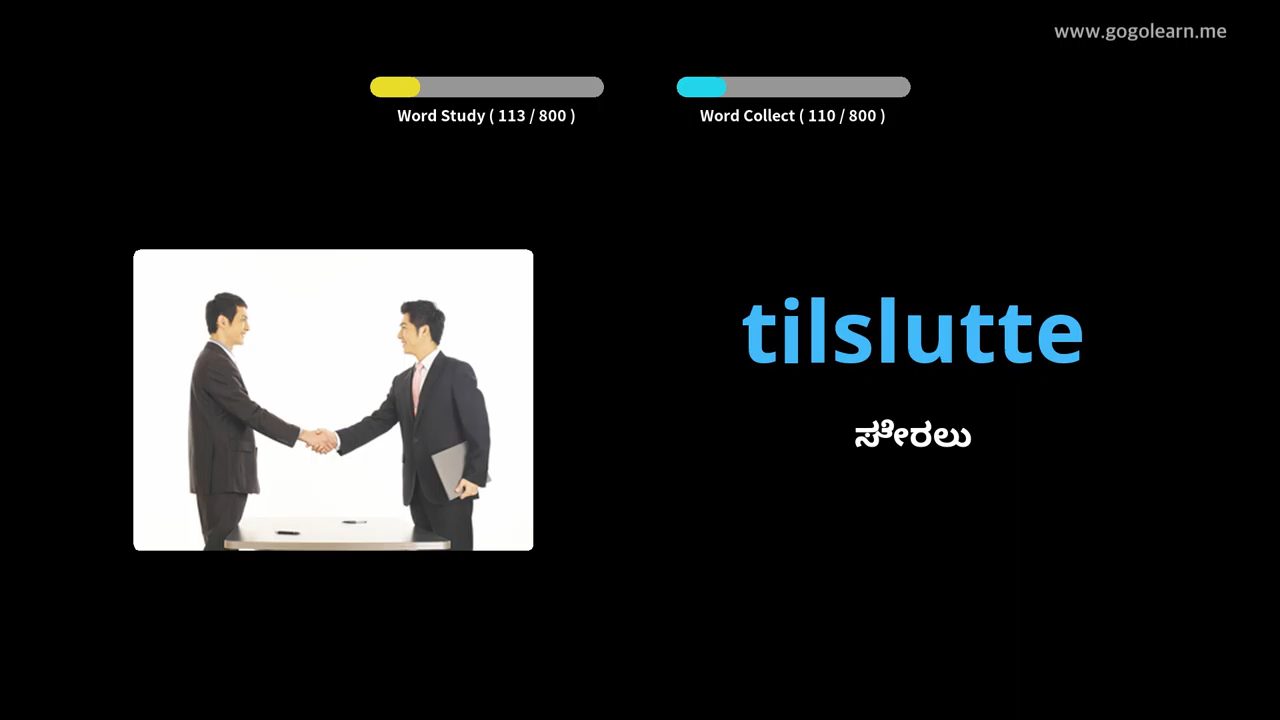 www.gogolearn.me
Word Study ( 113 / 800 )
Word Collect ( 110 / 800 )
tilslutte
ಸೇರಲು